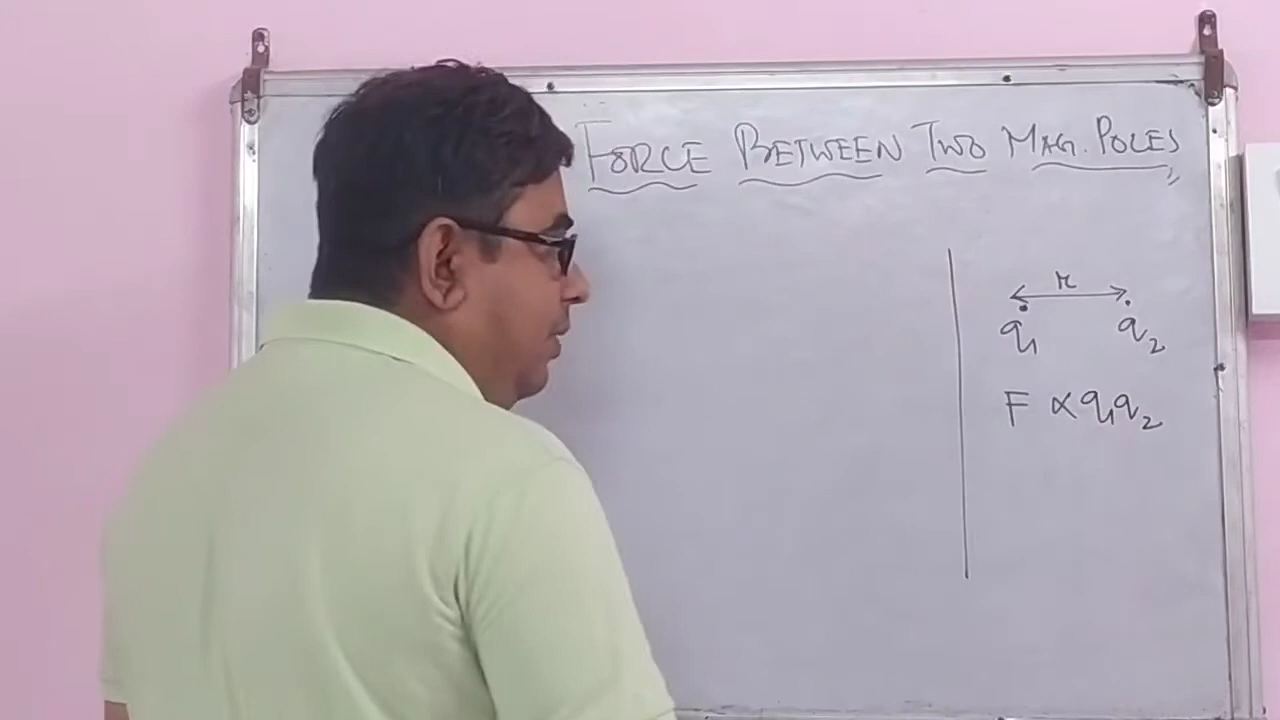 FORCE BETWEEN TWO MAG. POLES
r
q1 q2
F ∝ q1q2